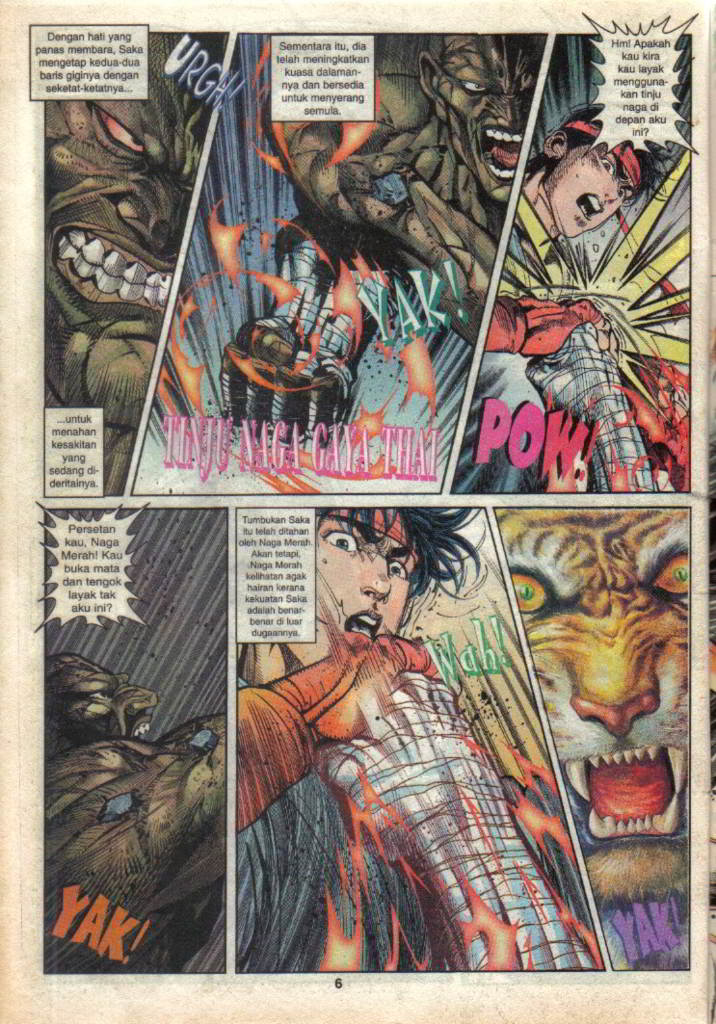 Dengan hati yang
panas membara, Saka
mengetap kedua-dua
baris giginya dengan
seketat-ketatnya...
URGH!
...untuk
menahan
kesakitan
yang
sedang di-
deritainya.
Sementara itu, dia
telah meningkatkan
kuasa dalaman-
nya dan bersedia
untuk menyerang
semula.
YAK!
TINJU NAGA GAYA THAI
Hm! Apakah
kau kira
kau layak
mengguna-
kan tinju
naga di
depan aku
ini?
POW!
Persetan
kau, Naga
Merah! Kau
buka mata
dan tengok
layak tak
aku ini?
YAK!
Tumbukan Saka
itu telah ditahan
oleh Naga Merah.
Akan tetapi,
Naga Merah
kelihatan agak
hairan kerana
kekuatan Saka
adalah benar-
benar di luar
dugaannya.
Wah!
YAK!
6